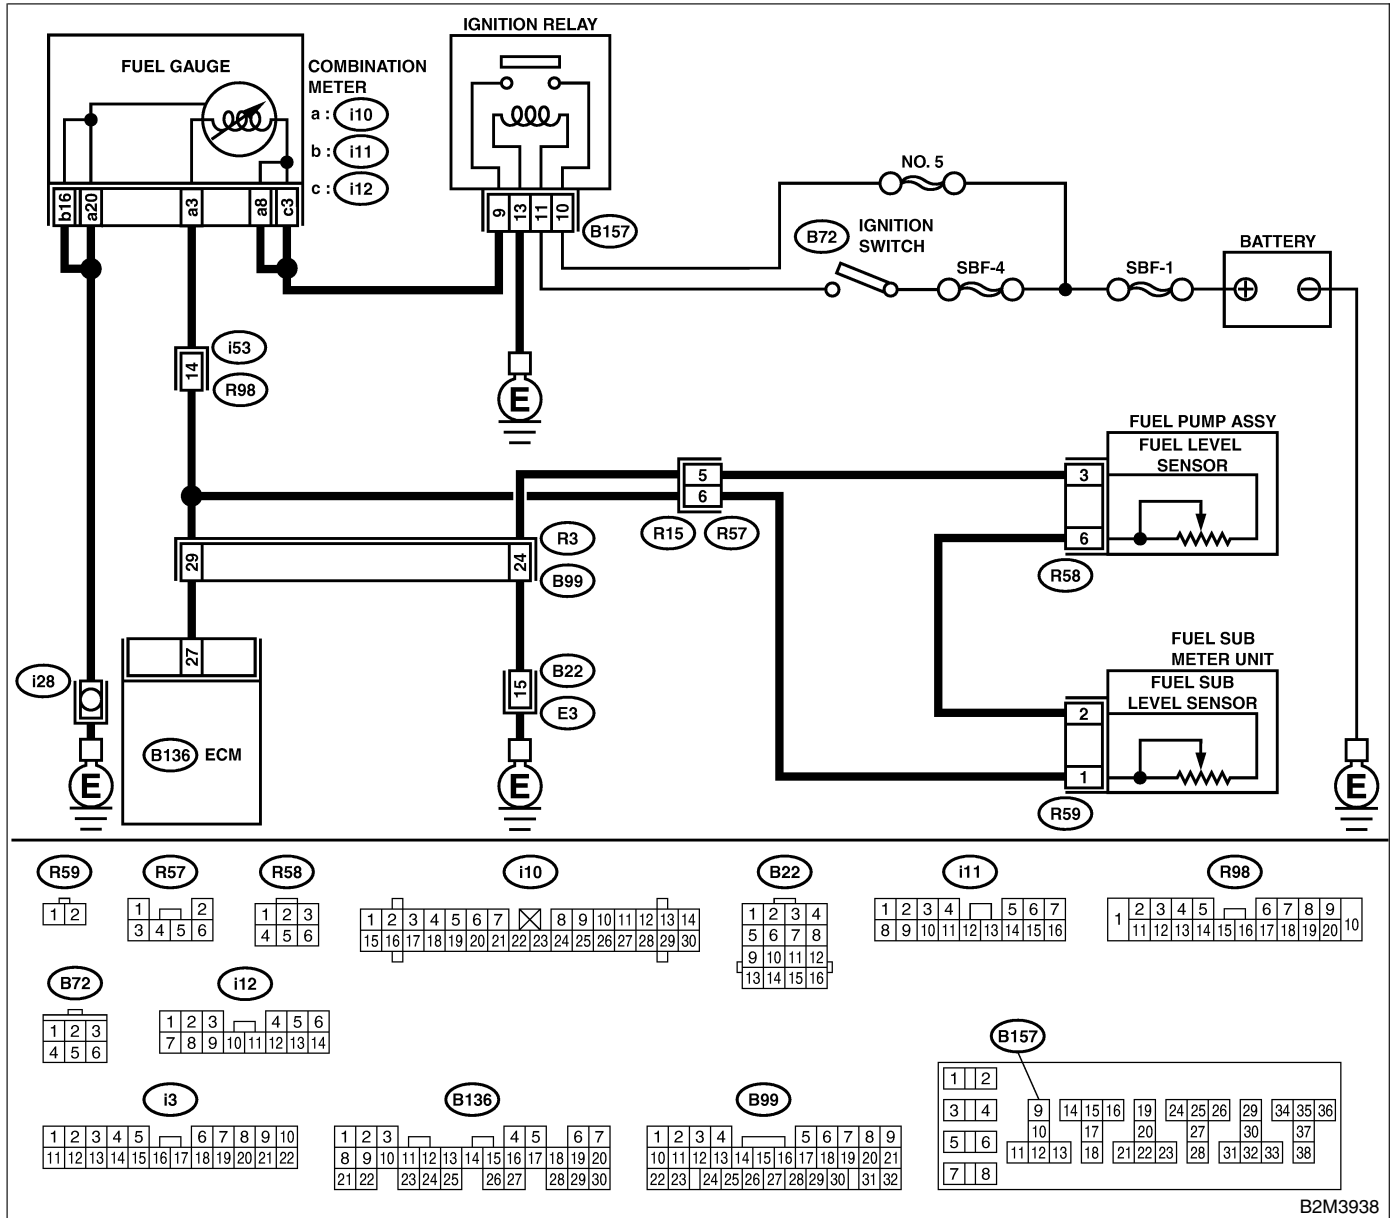 IGNITION RELAY
FUEL GAUGE
COMBINATION
METER
a : i10
b : i11
c : i12
b16 a20 a3 a8 c3
9 13 11 10
B157
NO. 5
B72
IGNITION
SWITCH
SBF-4
SBF-1
BATTERY
+ −
i53
14
R98
E
FUEL PUMP ASSY
FUEL LEVEL
SENSOR
5
6
3
6
R15 R57
R58
R3
29 24
B99
27
i28
B136 ECM
B22
15
E3
FUEL SUB
METER UNIT
FUEL SUB
LEVEL SENSOR
2
1
R59
E
E
E
R59 R57 R58 i10 B22 i11 R98
R59
1 2
R57
1 2
3 4 5 6
R58
1 2 3
4 5 6
i10
1 2 3 4 5 6 7 8 9 10 11 12 13 14
15 16 17 18 19 20 21 22 23 24 25 26 27 28 29 30
B22
1 2 3 4
5 6 7 8
9 10 11 12
13 14 15 16
i11
1 2 3 4 5 6 7
8 9 10 11 12 13 14 15 16
R98
1 2 3 4 5 6 7 8 9 10
11 12 13 14 15 16 17 18 19 20
B72
1 2 3
4 5 6
i12
1 2 3 4 5 6
7 8 9 10 11 12 13 14
i3
1 2 3 4 5 6 7 8 9 10
11 12 13 14 15 16 17 18 19 20 21 22
B136
1 2 3 4 5 6 7
8 9 10 11 12 13 14 15 16 17 18 19 20
21 22 23 24 25 26 27 28 29 30
B99
1 2 3 4 5 6 7 8 9
10 11 12 13 14 15 16 17 18 19 20 21
22 23 24 25 26 27 28 29 30 31 32
B157
1 2
3 4
5 6
7 8
9 14 15 16 19 24 25 26 29 34 35 36
10 17 20 27 30 37
11 12 13 18 21 22 23 28 31 32 33 38
B2M3938